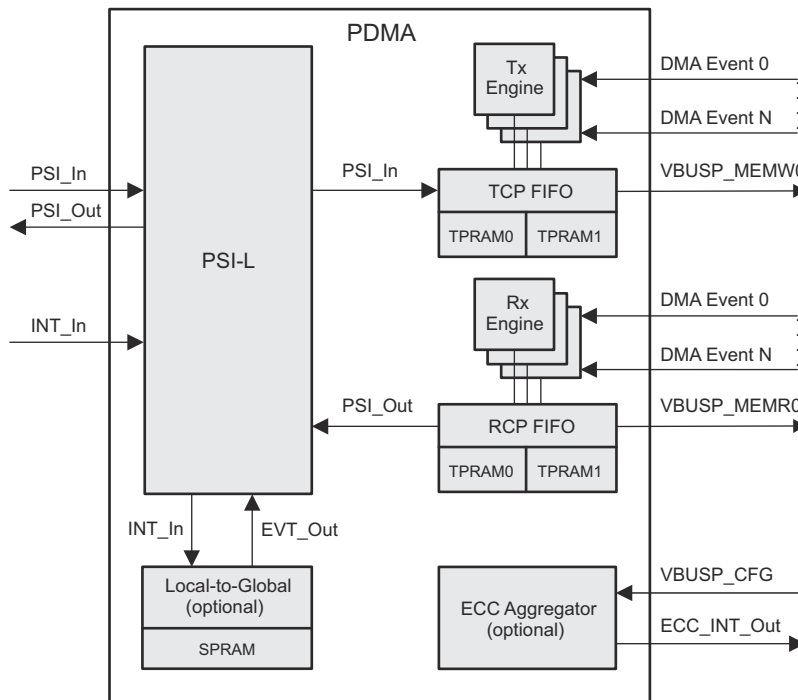 PDMA
Tx
Engine
DMA Event 0
DMA Event N
PSI_In
PSI_Out
PSI_In
TCP FIFO
VBUSP_MEMW0
TPRAM0
TPRAM1
PSI-L
INT_In
Rx
Engine
DMA Event 0
DMA Event N
PSI_Out
RCP FIFO
VBUSP_MEMR0
TPRAM0
TPRAM1
INT_In
EVT_Out
Local-to-Global
(optional)
SPRAM
ECC Aggregator
(optional)
VBUSP_CFG
ECC_INT_Out